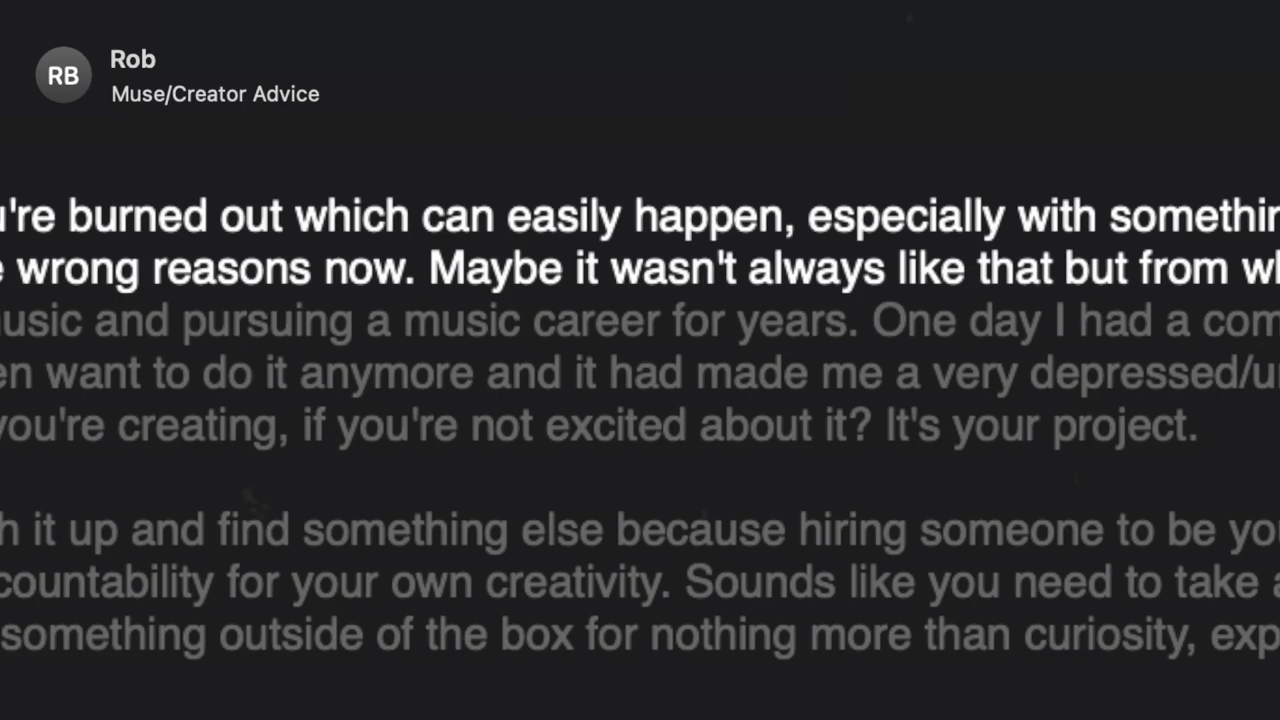 RB
Rob
Muse/Creator Advice
u're burned out which can easily happen, especially with somethin
e wrong reasons now. Maybe it wasn't always like that but from wh
usic and pursuing a music career for years. One day I had a com
en want to do it anymore and it had made me a very depressed/u
you're creating, if you're not excited about it? It's your project.
h it up and find something else because hiring someone to be yo
countability for your own creativity. Sounds like you need to take a
something outside of the box for nothing more than curiosity, exp